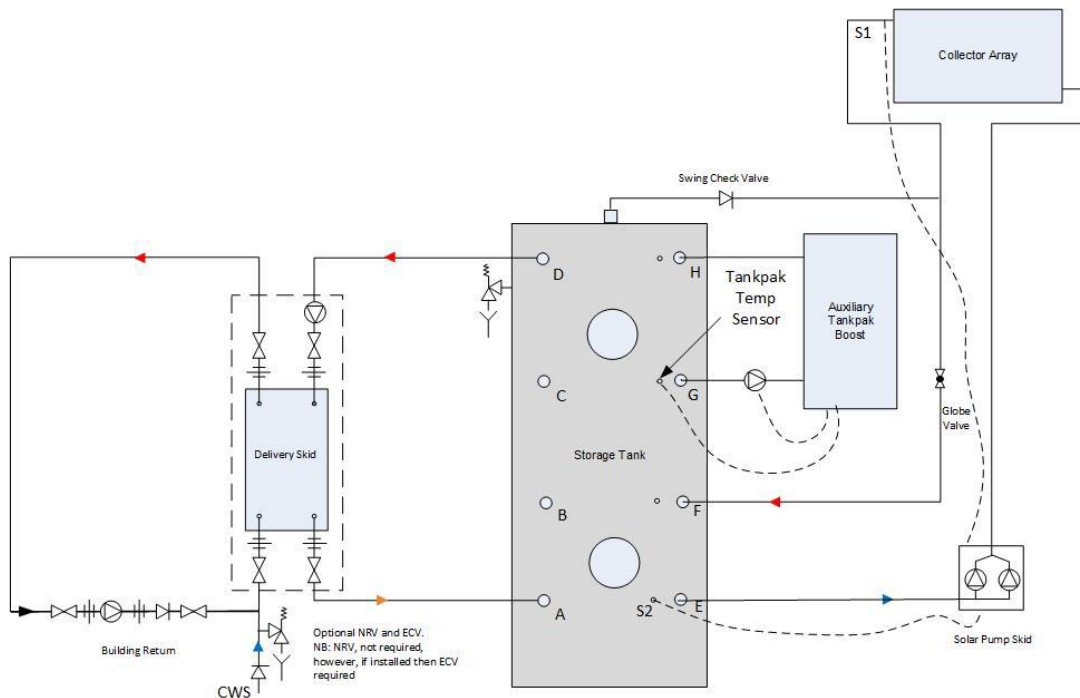 S1
Collector Array
Swing Check Valve
D
H
Tankpak
Temp
Sensor
Auxiliary
Tankpak
Boost
C
G
Globe
Valve
Delivery Skid
Storage Tank
B
F
A
S2
E
Optional NRV and ECV.
NB: NRV, not required,
however, if installed then ECV
required
Building Return
Solar Pump Skid
CWS